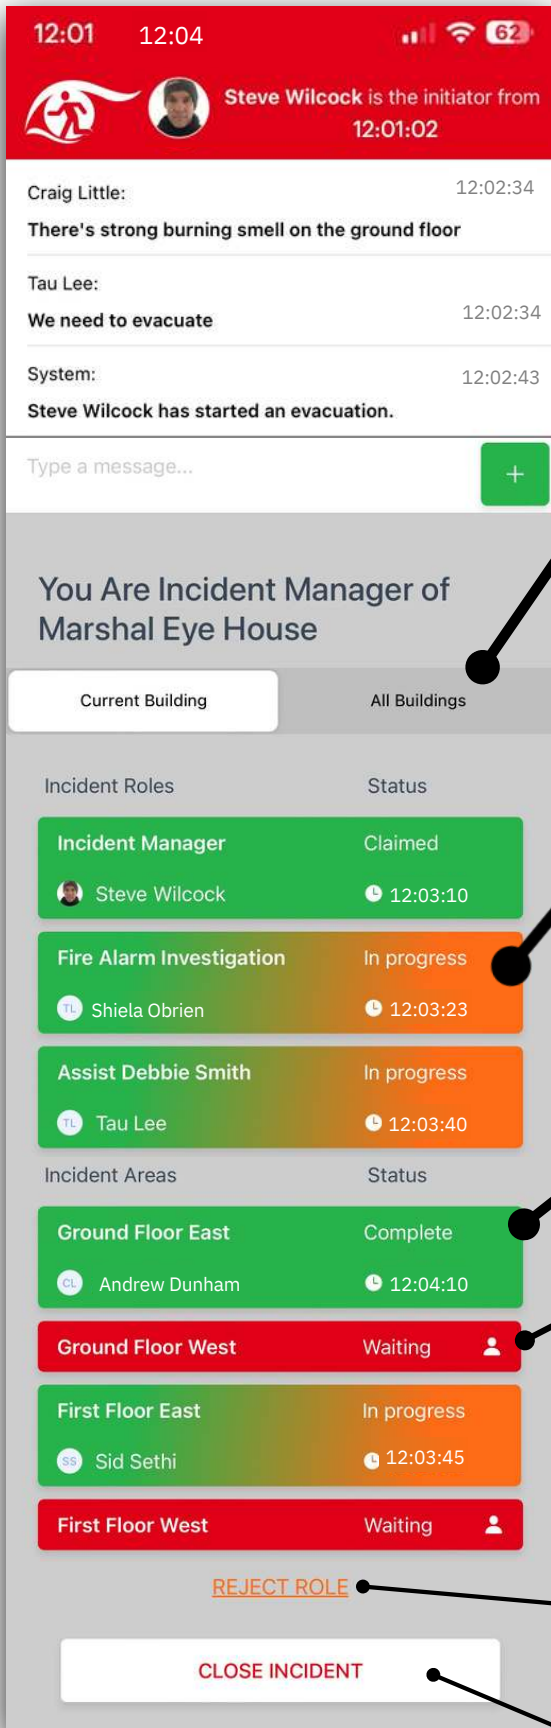 12:01 12:04 62
Steve Wilcock is the initiator from
12:01:02
Craig Little: 12:02:34
There's strong burning smell on the ground floor
Tau Lee:
We need to evacuate 12:02:34
System: 12:02:43
Steve Wilcock has started an evacuation.
Type a message... +
You Are Incident Manager of
Marshal Eye House
Current Building All Buildings
Incident Roles Status
Incident Manager Claimed
Steve Wilcock 12:03:10
Fire Alarm Investigation In progress
TL Shiela Obrien 12:03:23
Assist Debbie Smith In progress
TL Tau Lee 12:03:40
Incident Areas Status
Ground Floor East Complete
CL Andrew Dunham 12:04:10
Ground Floor West Waiting
First Floor East In progress
SS Sid Sethi 12:03:45
First Floor West Waiting
REJECT ROLE
CLOSE INCIDENT